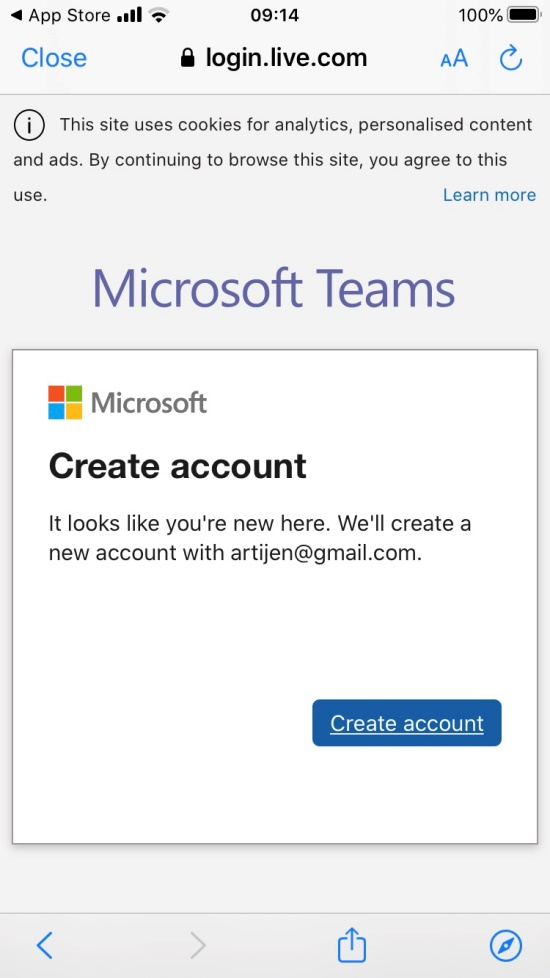 App Store 09:14 100%
Close login.live.com AA
This site uses cookies for analytics, personalised content
and ads. By continuing to browse this site, you agree to this
use. Learn more
Microsoft Teams
Microsoft
Create account
It looks like you're new here. We'll create a
new account with artijen@gmail.com.
Create account